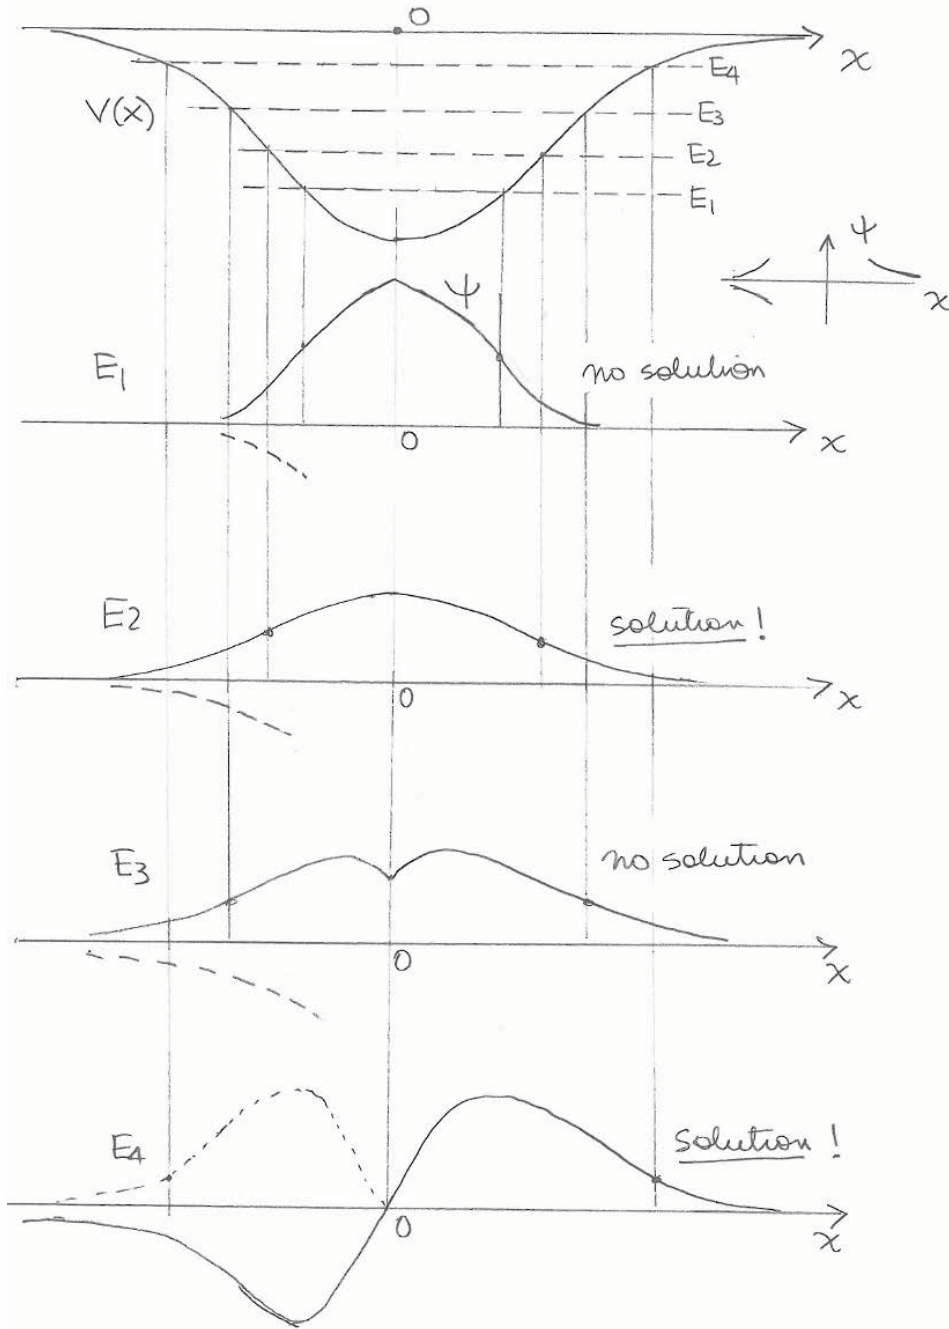 0
x
E4
V(x)
E3
E2
E1
ψ
x
ψ
E1
no solution
0
x
E2
solution!
0
x
E3
no solution
0
x
E4
solution!
0
x